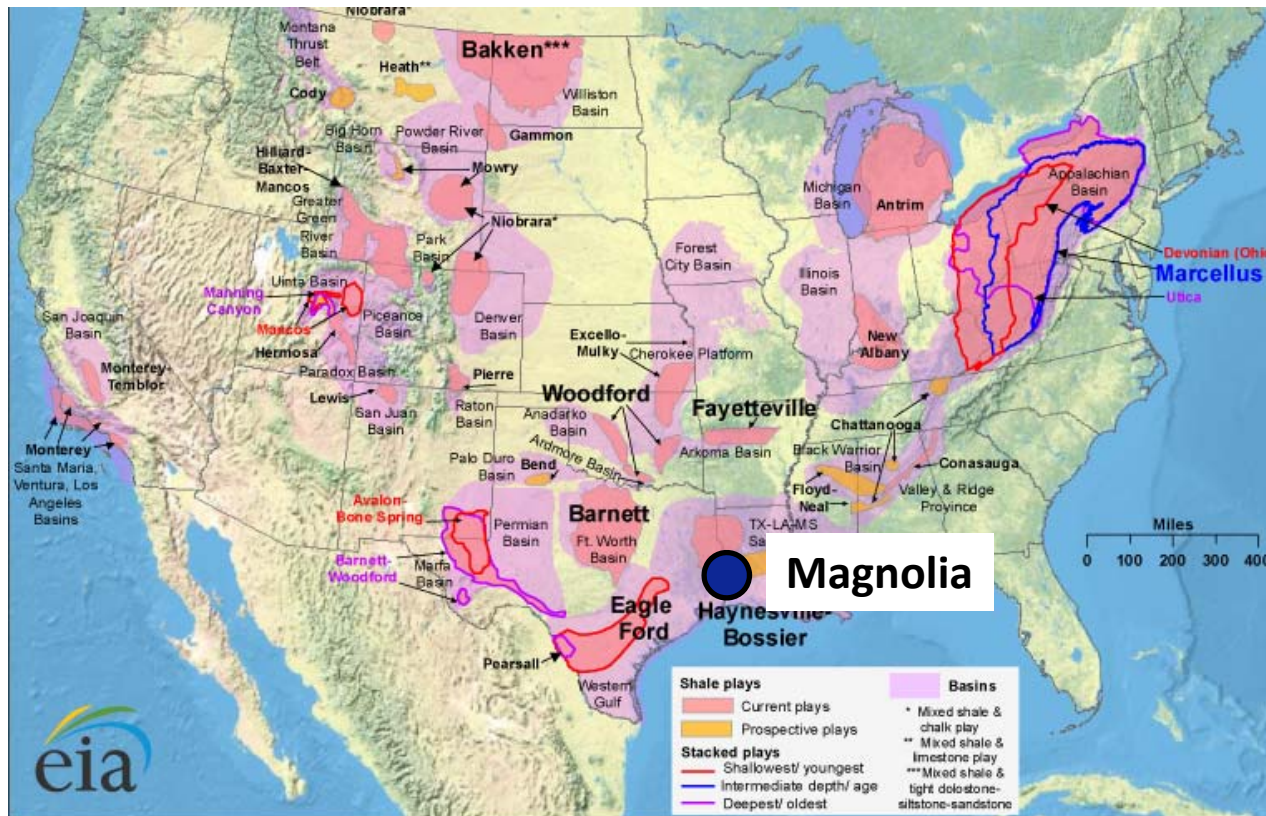 Niobrara*
Montana
Thrust
Belt
Bakken***
Heath**
Cody
Williston
Basin
Big Horn
Basin
Powder River
Basin
Gammon
Hilliard-
Baxter-
Mancos
Mowry
Greater
Green
River
Basin
Niobrara*
Park
Basin
Michigan
Basin
Antrim
Appalachian
Basin
Forest
City Basin
Illinois
Basin
Devonian (Ohio
Marcellus
Utica
Uinta Basin
Manning
Canyon
Mancos
Piceance
Basin
Denver
Basin
San Joaquin
Basin
Hermosa
Excello-
Mulky
Cherokee Platform
New
Albany
Monterey-
Temblor
Paradox Basin
Lewis
San Juan
Basin
Pierre
Raton
Basin
Woodford
Anadarko
Basin
Fayetteville
Arkoma Basin
Ardmore Basin
Chattanooga
Black Warrior
Basin
Conasauga
Floyd-
Neal
Valley & Ridge
Province
Monterey
Santa Maria,
Ventura, Los
Angeles
Basins
Palo Duro
Basin
Bend
Avalon-
Bone Spring
Permian
Basin
Barnett
Ft. Worth
Basin
TX-LA-MS
Barnett-
Woodford
Marfa
Basin
Magnolia
Haynesville-
Bossier
Eagle
Ford
Pearsall
Western
Gulf
Miles
0 100 200 300 400
Shale plays
Current plays
Prospective plays
Stacked plays
Shallowest/ youngest
Intermediate depth/ age
Deepest/ oldest
Basins
* Mixed shale &
chalk play
** Mixed shale &
limestone play
***Mixed shale &
tight dolostone-
siltstone-sandstone
eia